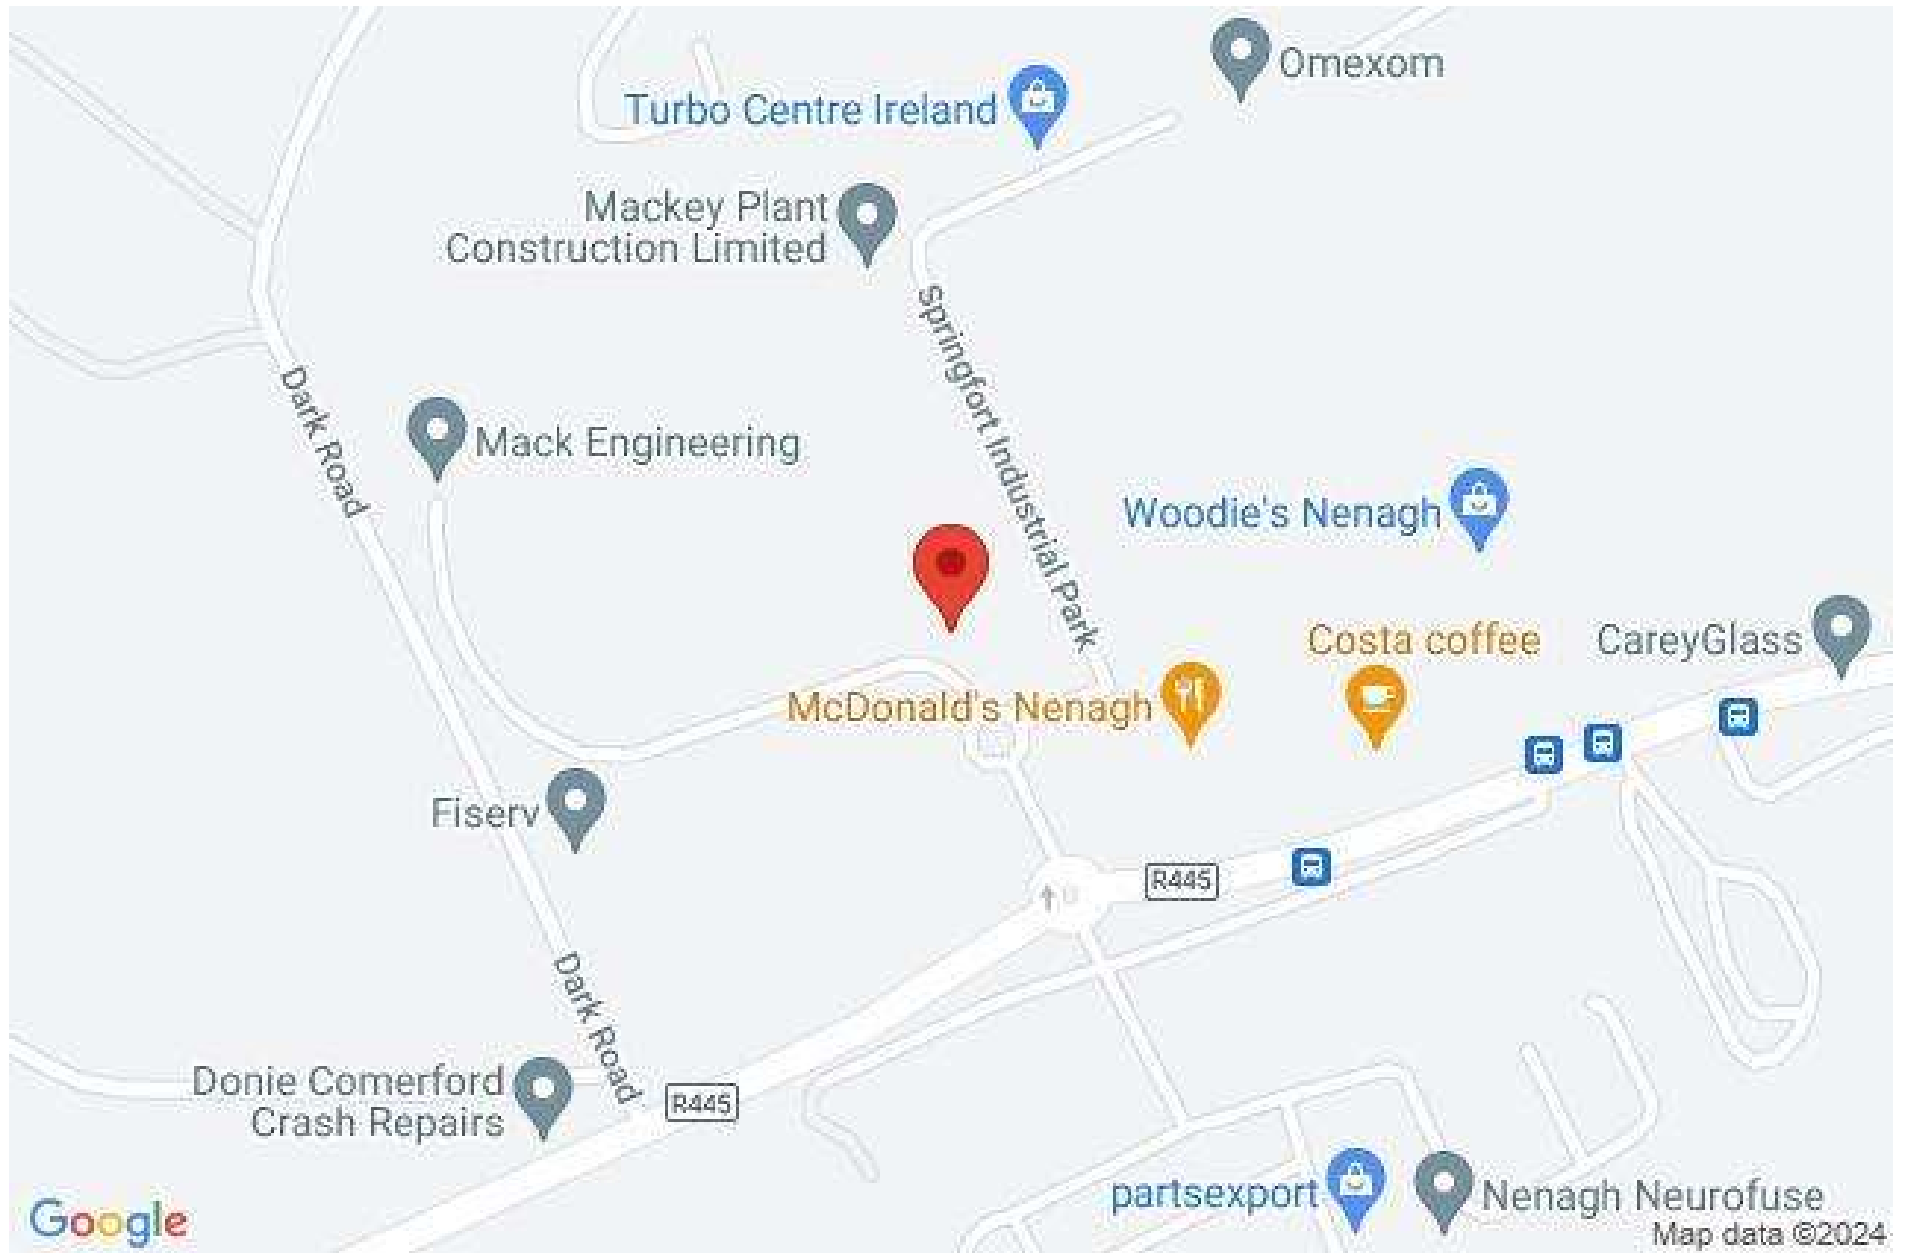 Omexom
Turbo Centre Ireland
Mackey Plant
Construction Limited
Springfort Industrial Park
Dark Road
Mack Engineering
Woodie's Nenagh
Costa coffee
CareyGlass
McDonald's Nenagh
Fiserv
R445
Dark Road
Donie Comerford
Crash Repairs
R445
partsexport
Nenagh Neurofuse
Google
Map data ©2024